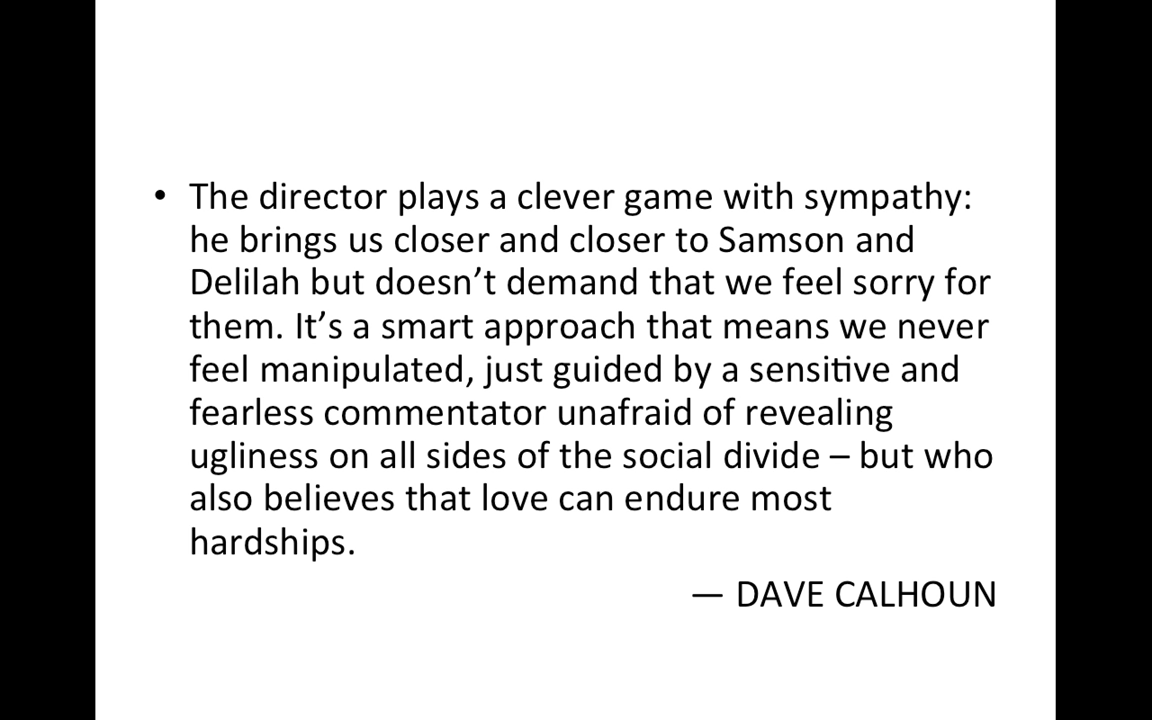 • The director plays a clever game with sympathy:
he brings us closer and closer to Samson and
Delilah but doesn’t demand that we feel sorry for
them. It’s a smart approach that means we never
feel manipulated, just guided by a sensitive and
fearless commentator unafraid of revealing
ugliness on all sides of the social divide – but who
also believes that love can endure most
hardships.
— DAVE CALHOUN